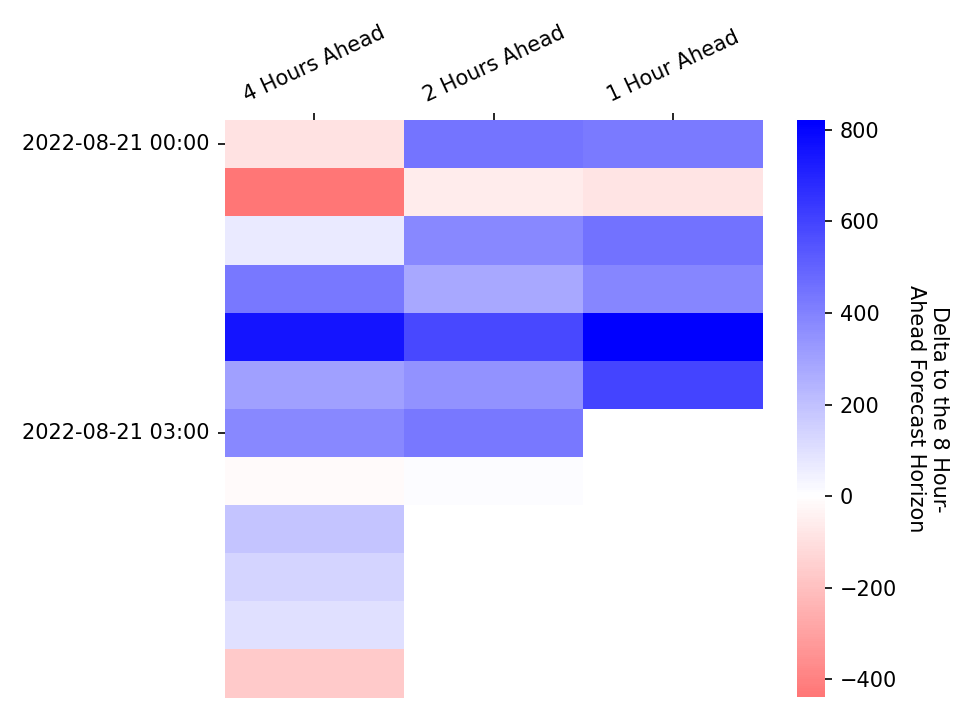 4 Hours Ahead
2 Hours Ahead
1 Hour Ahead
2022-08-21 00:00
2022-08-21 03:00
800
600
400
200
0
−200
−400
Delta to the 8 Hour-
Ahead Forecast Horizon